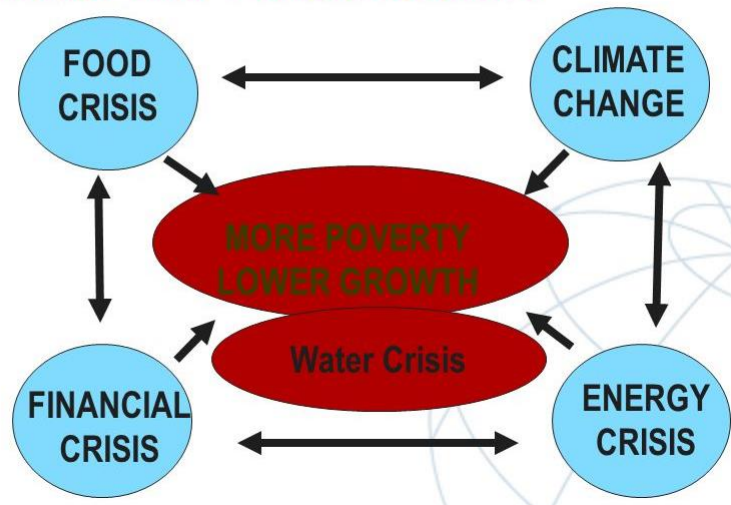 FOOD
CRISIS
CLIMATE
CHANGE
MORE POVERTY
LOWER GROWTH
Water Crisis
FINANCIAL
CRISIS
ENERGY
CRISIS